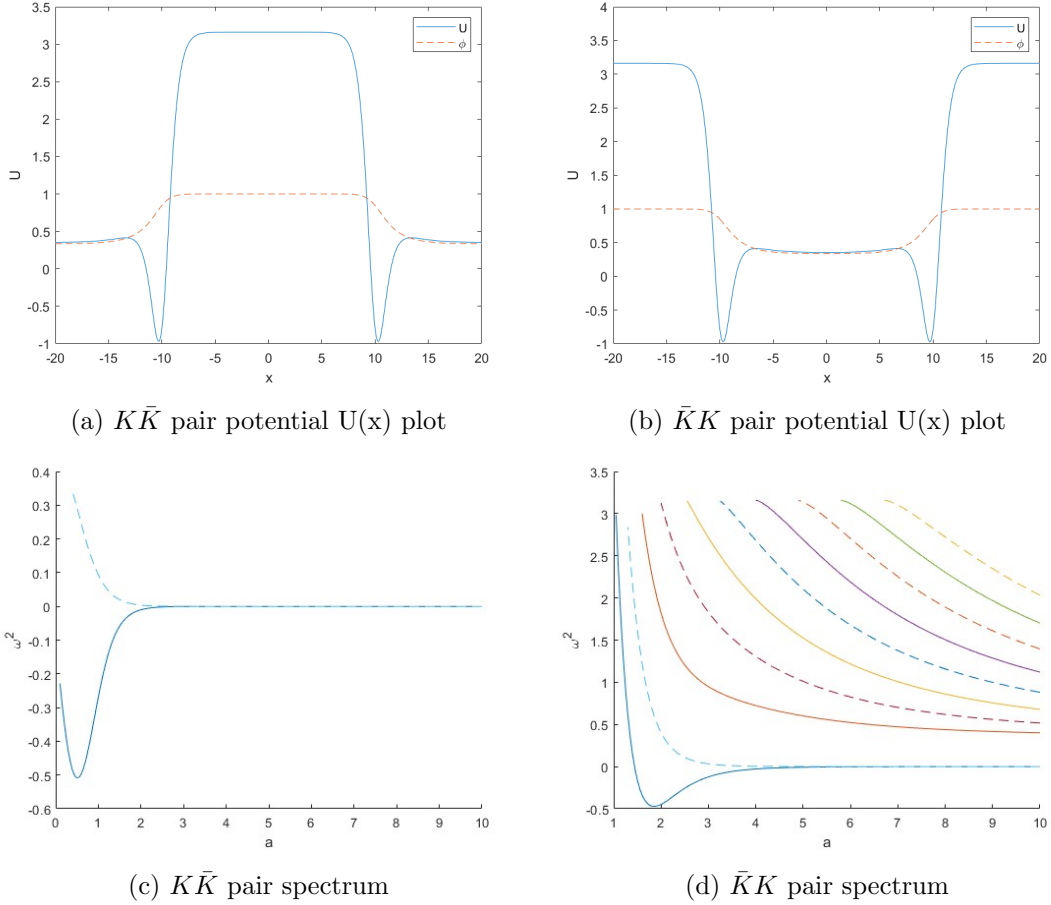 3.5
3
2.5
2
1.5
1
0.5
0
-0.5
-1
U
-20 -15 -10 -5 0 5 10 15 20
x
U
ϕ
4
3.5
3
2.5
2
1.5
1
0.5
0
-0.5
-1
U
-20 -15 -10 -5 0 5 10 15 20
x
U
ϕ
(a) KK̄ pair potential U(x) plot
(b) K̄K pair potential U(x) plot
0.4
0.3
0.2
0.1
0
-0.1
-0.2
-0.3
-0.4
-0.5
-0.6
ω²
0 1 2 3 4 5 6 7 8 9 10
a
3.5
3
2.5
2
1.5
1
0.5
0
-0.5
ω²
1 2 3 4 5 6 7 8 9 10
a
(c) KK̄ pair spectrum
(d) K̄K pair spectrum